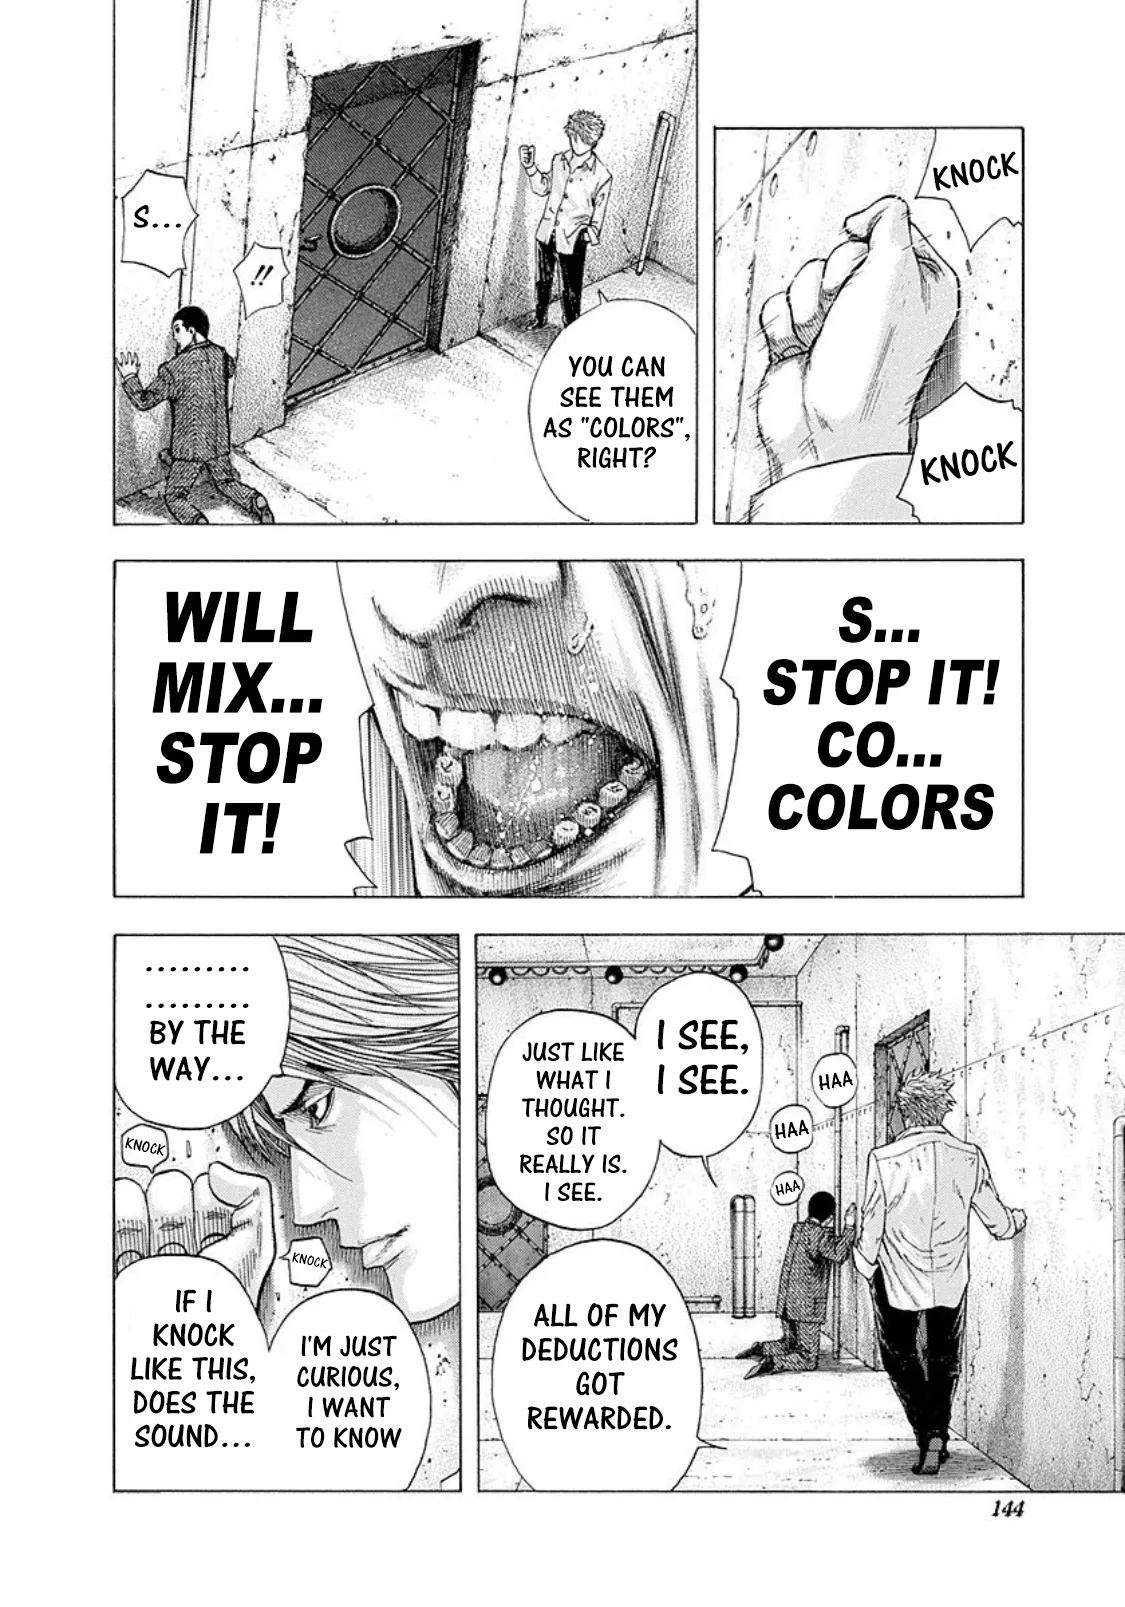 KNOCK
KNOCK
YOU CAN
SEE THEM
AS "COLORS",
RIGHT?
!!
S...
S...
STOP IT!
CO...
COLORS
WILL
MIX...
STOP
IT!
I SEE,
I SEE.
JUST LIKE
WHAT I
THOUGHT.
SO IT
REALLY IS.
I SEE.
HAA
HAA
HAA
ALL OF MY
DEDUCTIONS
GOT
REWARDED.
.........
.........
BY THE
WAY...
KNOCK
KNOCK
I'M JUST
CURIOUS,
I WANT
TO KNOW
IF I
KNOCK
LIKE THIS,
DOES THE
SOUND...
144